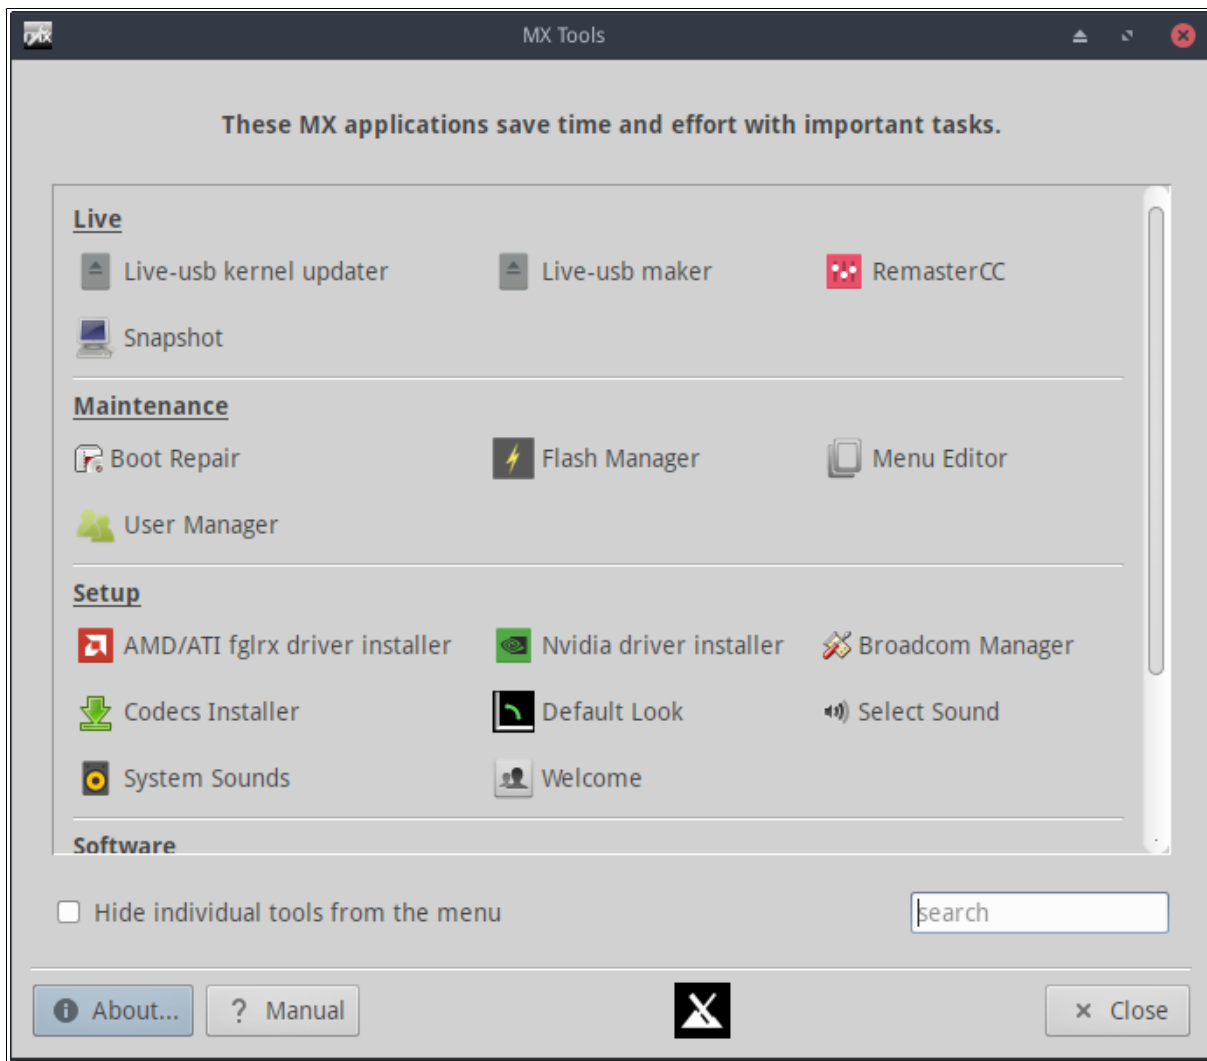 MX Tools
These MX applications save time and effort with important tasks.
Live
Live-usb kernel updater Live-usb maker RemasterCC
Snapshot
Maintenance
Boot Repair Flash Manager Menu Editor
User Manager
Setup
AMD/ATI fglrx driver installer Nvidia driver installer Broadcom Manager
Codecs Installer Default Look Select Sound
System Sounds Welcome
Software
Hide individual tools from the menu search
About... ? Manual Close